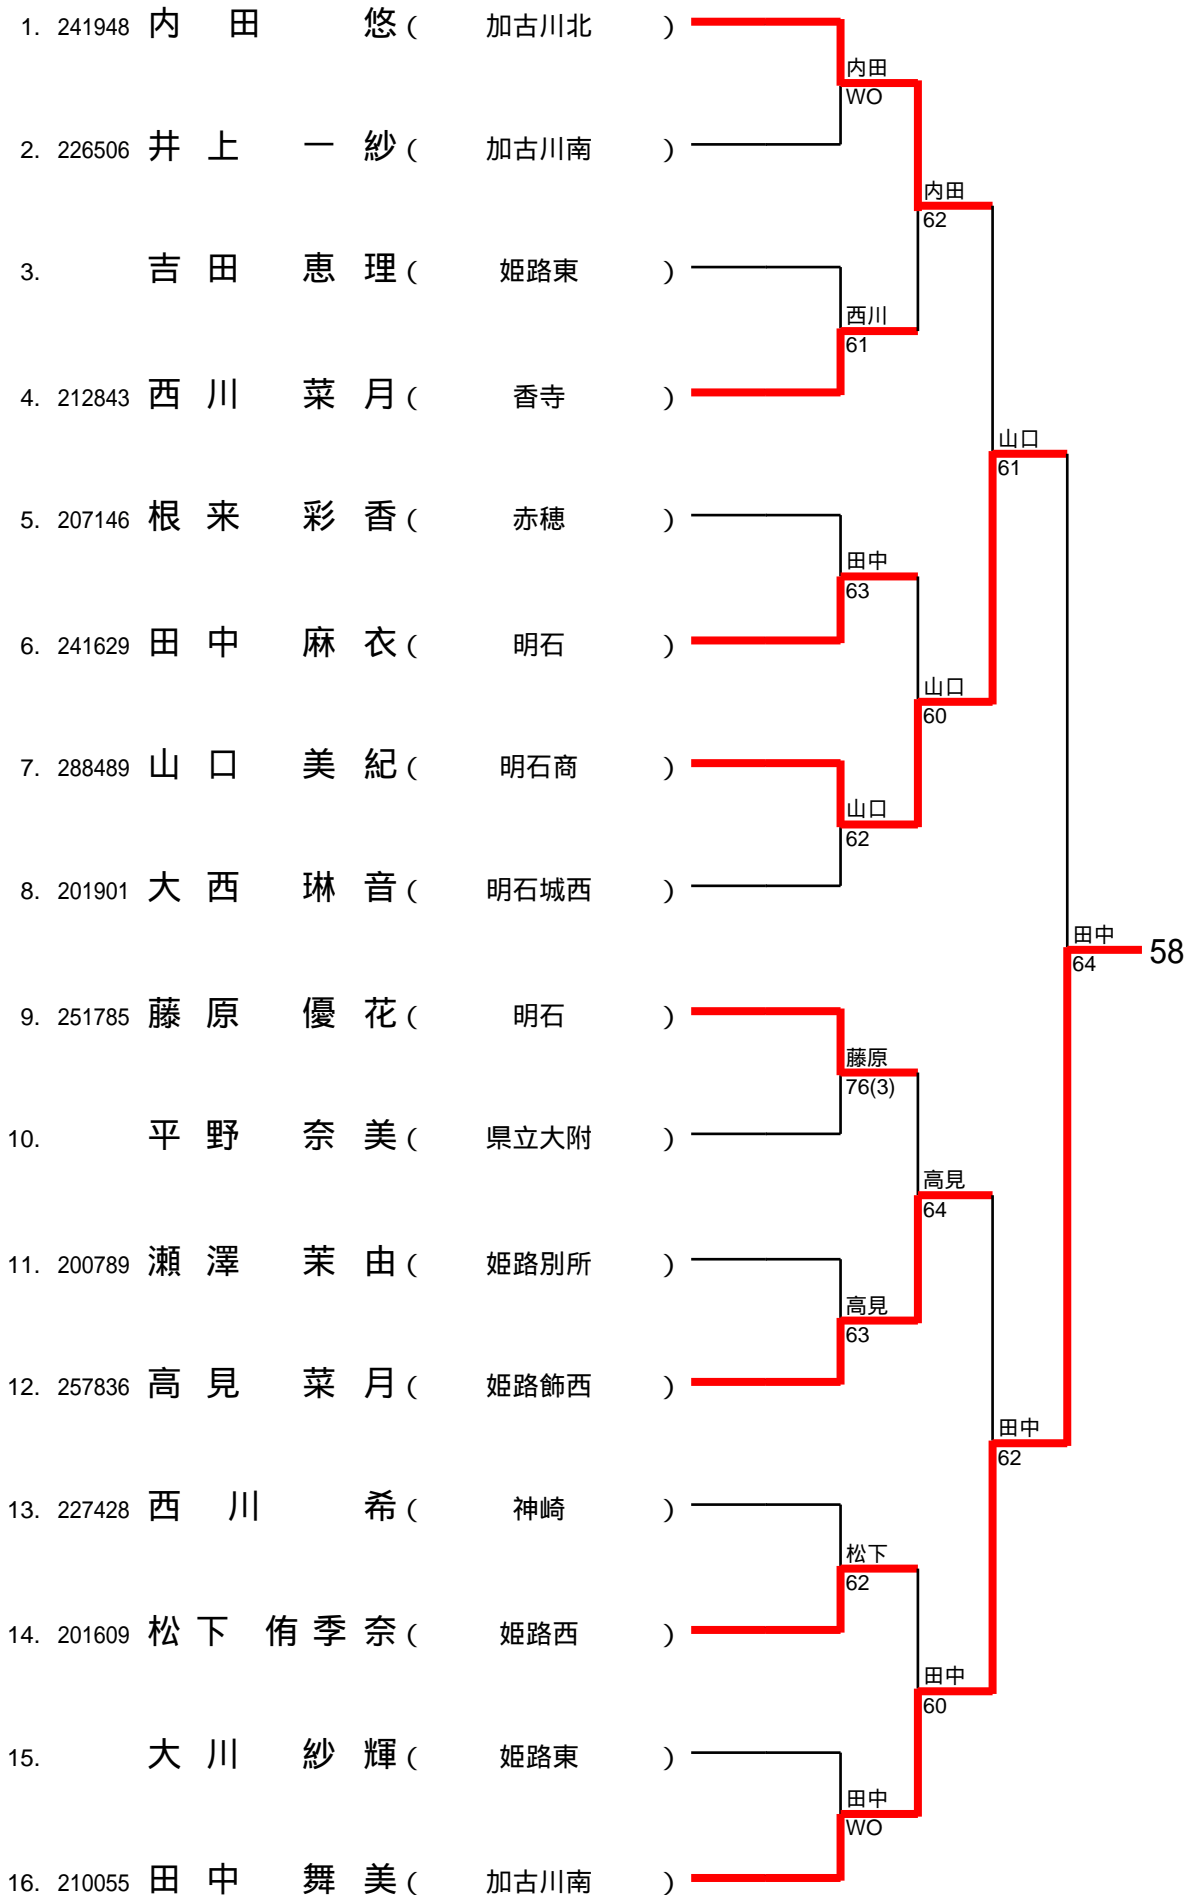 1. 241948 内田 悠 ( 加古川北 )
内田
WO
2. 226506 井上 一紗 ( 加古川南 )
内田
62
3. 吉田 恵理 ( 姫路東 )
西川
61
4. 212843 西川 菜月 ( 香寺 )
山口
61
5. 207146 根来 彩香 ( 赤穂 )
田中
63
6. 241629 田中 麻衣 ( 明石 )
山口
60
7. 288489 山口 美紀 ( 明石商 )
山口
62
8. 201901 大西 琳音 ( 明石城西 )
田中
64
58
9. 251785 藤原 優花 ( 明石 )
藤原
76(3)
10. 平野 奈美 ( 県立大附 )
高見
64
11. 200789 瀬澤 茉由 ( 姫路別所 )
高見
63
12. 257836 高見 菜月 ( 姫路飾西 )
田中
62
13. 227428 西川 希 ( 神崎 )
松下
62
14. 201609 松下 侑季奈 ( 姫路西 )
田中
60
15. 大川 紗輝 ( 姫路東 )
田中
WO
16. 210055 田中 舞美 ( 加古川南 )